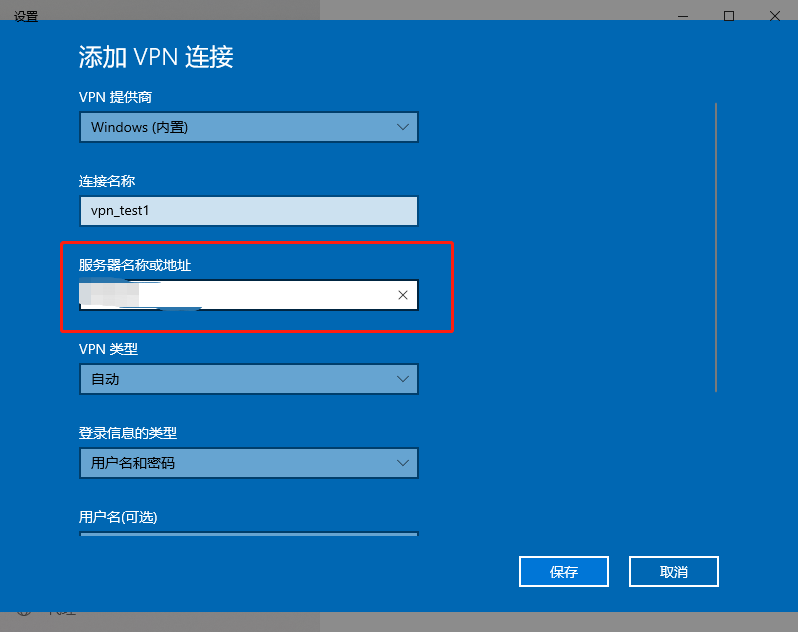 设置
添加 VPN 连接
VPN 提供商
Windows (内置)
连接名称
vpn_test1
服务器名称或地址
VPN 类型
自动
登录信息的类型
用户名和密码
用户名(可选)
保存
取消
代理